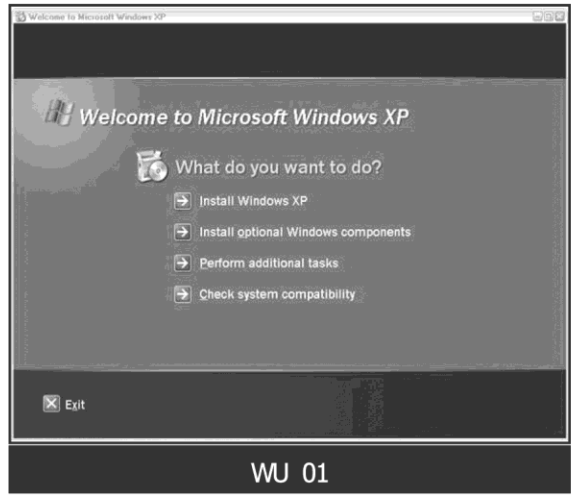 Welcome to Microsoft Windows XP
Welcome to Microsoft Windows XP
What do you want to do?
Install Windows XP
Install optional Windows components
Perform additional tasks
Check system compatibility
Exit
WU 01